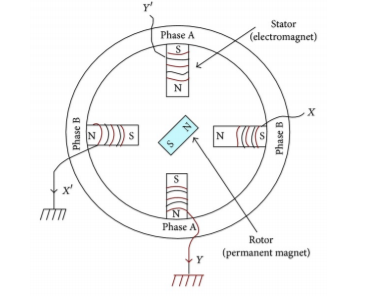 Y'
Phase A
Stator
(electromagnet)
S
N
Phase B
N
S
S
N
N
S
X
Phase B
X'
S
N
Phase A
Y
Rotor
(permanent magnet)